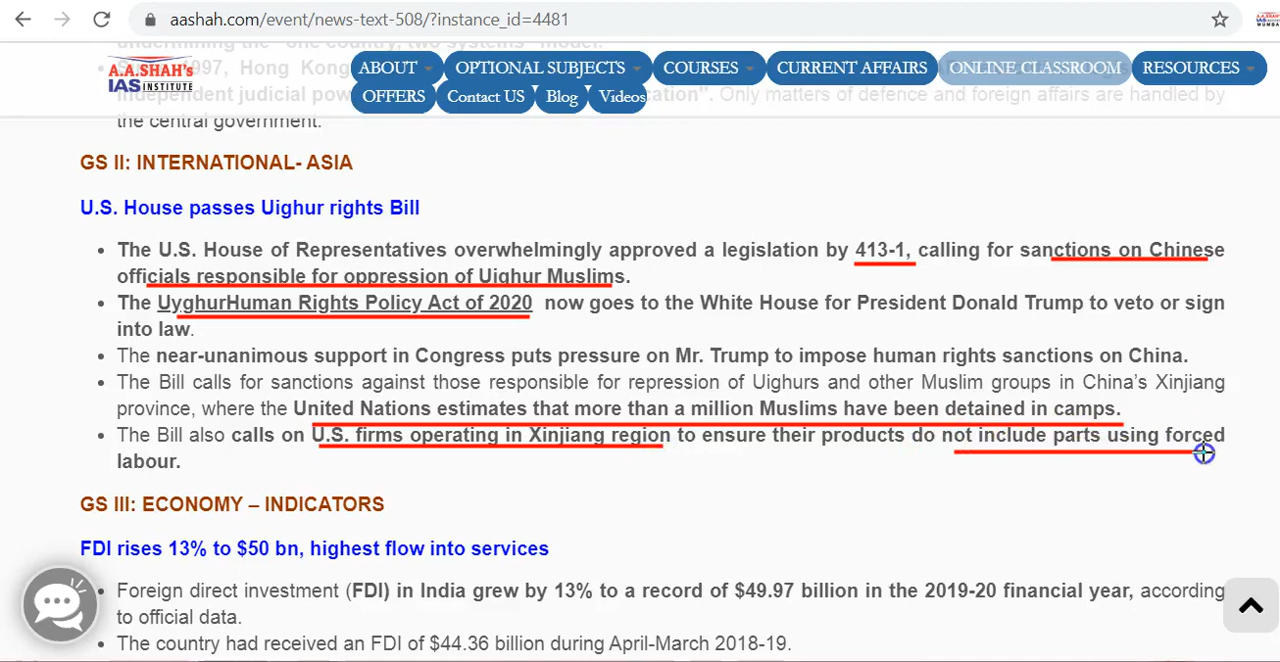 aashah.com/event/news-text-508/?instance_id=4481
undermining the "one country, two systems" model.
A.A.SHAH's
IAS INSTITUTE
ABOUT OPTIONAL SUBJECTS COURSES CURRENT AFFAIRS ONLINE CLASSROOM RESOURCES
OFFERS Contact US Blog Videos
1997, Hong Kong
independent judicial cation". Only matters of defence and foreign affairs are handled by
the central government.
GS II: INTERNATIONAL- ASIA
U.S. House passes Uighur rights Bill
• The U.S. House of Representatives overwhelmingly approved a legislation by 413-1, calling for sanctions on Chinese
officials responsible for oppression of Uighur Muslims.
• The UyghurHuman Rights Policy Act of 2020 now goes to the White House for President Donald Trump to veto or sign
into law.
• The near-unanimous support in Congress puts pressure on Mr. Trump to impose human rights sanctions on China.
• The Bill calls for sanctions against those responsible for repression of Uighurs and other Muslim groups in China's Xinjiang
province, where the United Nations estimates that more than a million Muslims have been detained in camps.
• The Bill also calls on U.S. firms operating in Xinjiang region to ensure their products do not include parts using forced
labour.
GS III: ECONOMY – INDICATORS
FDI rises 13% to $50 bn, highest flow into services
• Foreign direct investment (FDI) in India grew by 13% to a record of $49.97 billion in the 2019-20 financial year, according
to official data.
• The country had received an FDI of $44.36 billion during April-March 2018-19.